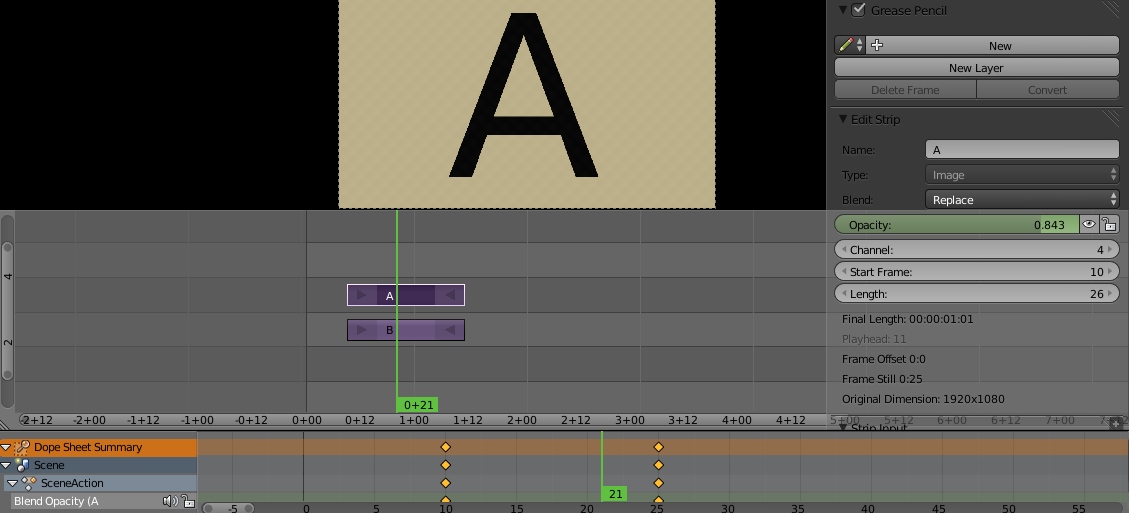 A
Grease Pencil
New
New Layer
Delete Frame Convert
Edit Strip
Name: A
Type: Image
Blend: Replace
Opacity: 0.843
Channel: 4
Start Frame: 10
Length: 26
Final Length: 00:00:01:01
Playhead: 11
Frame Offset 0:0
Frame Still 0:25
Original Dimension: 1920x1080
Strip Input
4
2
A
B
0+21
-2+12 -2+00 -1+12 -1+00 -0+12 0+00 0+12 1+00 1+12 2+00 2+12 3+00 3+12 4+00 4+12 5+00 5+12 6+00 6+12 7+00
Dope Sheet Summary
Scene
SceneAction
Blend Opacity (A
21
-5 0 5 10 15 20 25 30 35 40 45 50 55